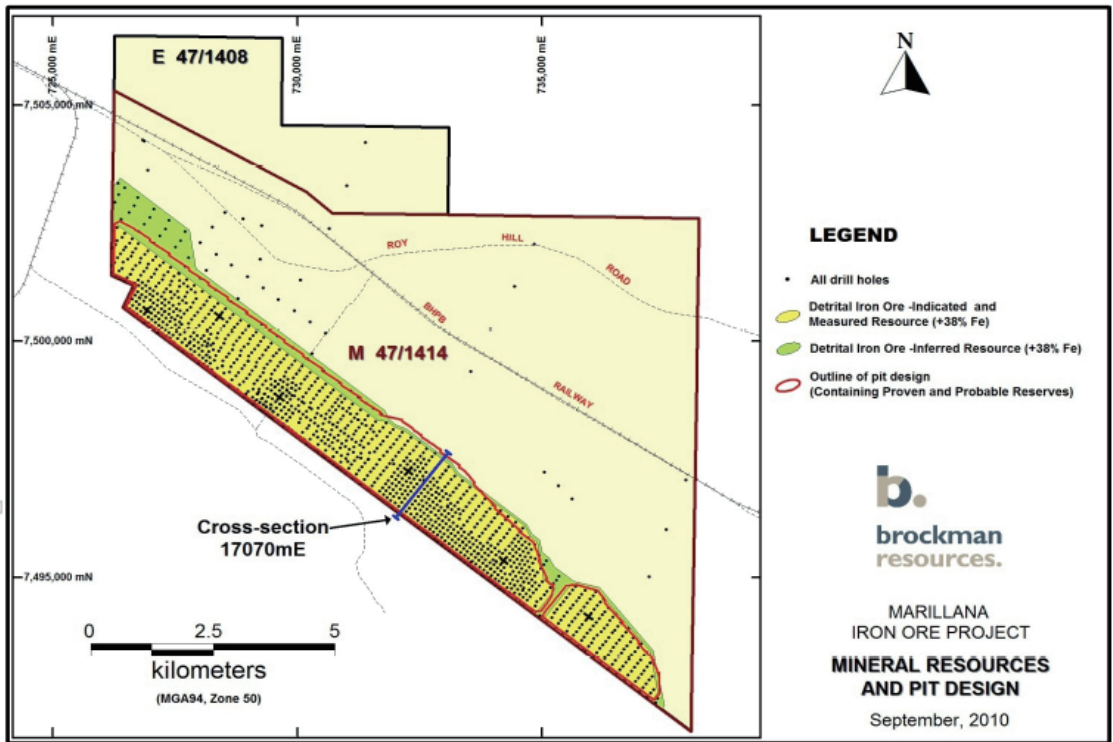 725,000 mE
730,000 mE
735,000 mE
E 47/1408
N
7,505,000 mN
ROY
HILL
ROAD
BHPB
RAILWAY
7,500,000 mN
M 47/1414
Cross-section
17070mE
7,495,000 mN
0
2.5
5
kilometers
(MGA94, Zone 50)
LEGEND
All drill holes
Detrital Iron Ore -Indicated and
Measured Resource (+38% Fe)
Detrital Iron Ore -Inferred Resource (+38% Fe)
Outline of pit design
(Containing Proven and Probable Reserves)
b.
brockman
resources.
MARILLANA
IRON ORE PROJECT
MINERAL RESOURCES
AND PIT DESIGN
September, 2010